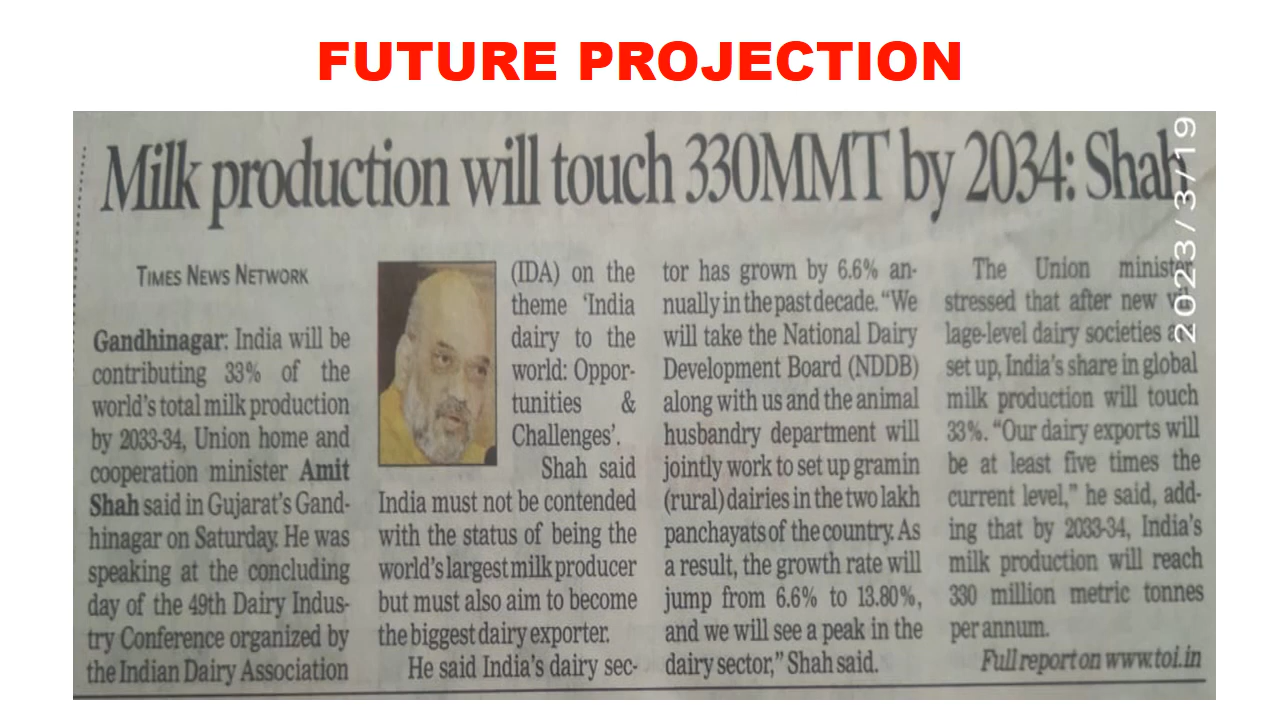 FUTURE PROJECTION
Milk production will touch 330MMT by 2034: Shah
TIMES NEWS NETWORK
Gandhinagar: India will be
contributing 33% of the
world's total milk production
by 2033-34, Union home and
cooperation minister Amit
Shah said in Gujarat's Gand-
hinagar on Saturday. He was
speaking at the concluding
day of the 49th Dairy Indus-
try Conference organized by
the Indian Dairy Association
(IDA) on the
theme ‘India
dairy to the
world: Oppor-
tunities &
Challenges’.
Shah said
India must not be contended
with the status of being the
world's largest milk producer
but must also aim to become
the biggest dairy exporter.
He said India's dairy sec-
tor has grown by 6.6% an-
nually in the past decade. “We
will take the National Dairy
Development Board (NDDB)
along with us and the animal
husbandry department will
jointly work to set up gramin
(rural) dairies in the two lakh
panchayats of the country. As
a result, the growth rate will
jump from 6.6% to 13.80%,
and we will see a peak in the
dairy sector,” Shah said.
The Union minister
stressed that after new vil-
lage-level dairy societies are
set up, India's share in global
milk production will touch
33%. “Our dairy exports will
be at least five times the
current level,” he said, add-
ing that by 2033-34, India's
milk production will reach
330 million metric tonnes
per annum.
Full report on www.toi.in
2023/3/19